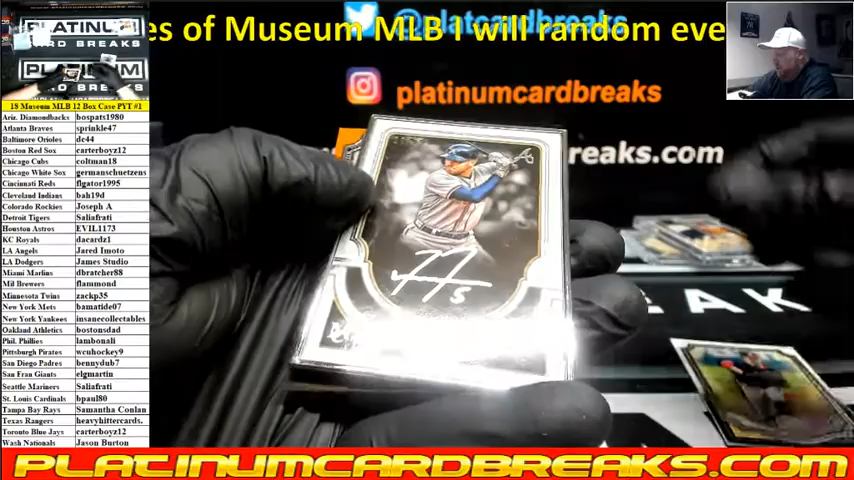 es of Museum MLB I will random eve
@platcardbreaks
platinumcardbreaks
breaks.com
PLATINUM
CARD BREAKS
18 Museum MLB 12 Box Case PYT #1
Ariz. Diamondbacks bospats1980
Atlanta Braves sprinkle47
Baltimore Orioles dc44
Boston Red Sox carterboyz12
Chicago Cubs coltman18
Chicago White Sox germanschuetzens
Cincinnati Reds flgator1995
Cleveland Indians bah19d
Colorado Rockies Joseph A
Detroit Tigers Saliafrati
Houston Astros EVIL1173
KC Royals dacardz1
LA Angels Jared Imoto
LA Dodgers James Studio
Miami Marlins dbratcher88
Mil Brewers flammond
Minnesota Twins zackp35
New York Mets bamatide07
New York Yankees insanecollectables
Oakland Athletics bostonsdad
Phil. Phillies lambonali
Pittsburgh Pirates wcuhockey9
San Diego Padres bennydub7
San Fran Giants elgmartin
Seattle Mariners Saliafrati
St. Louis Cardinals bpaul80
Tampa Bay Rays Samantha Conlan
Texas Rangers heavyhittercards.
Toronto Blue Jays carterboyz12
Wash Nationals Jason Burton
5
EAK
PLATINUMCARDBREAKS.COM